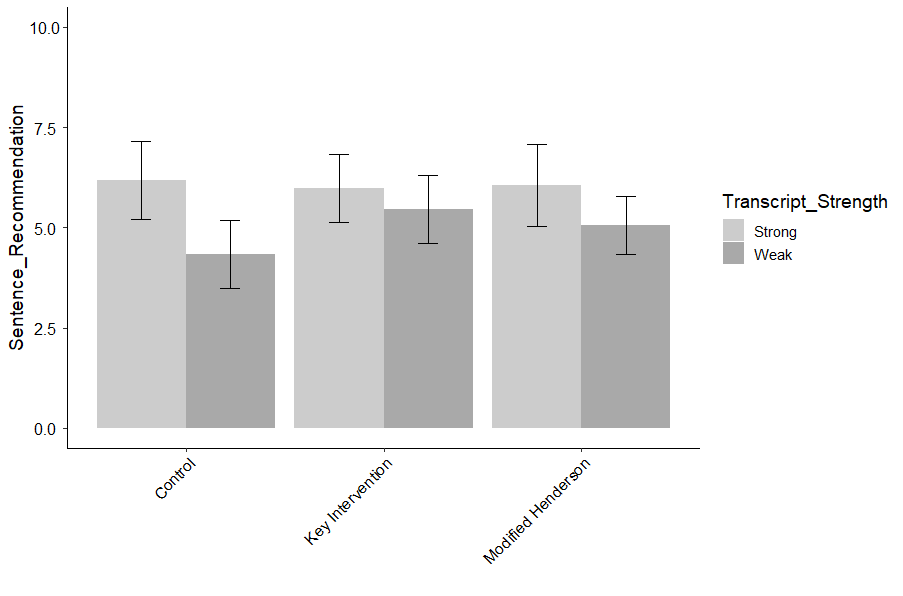 Sentence_Recommendation
10.0
7.5
5.0
2.5
0.0
Control
Key Intervention
Modified Henderson
Transcript_Strength
Strong
Weak